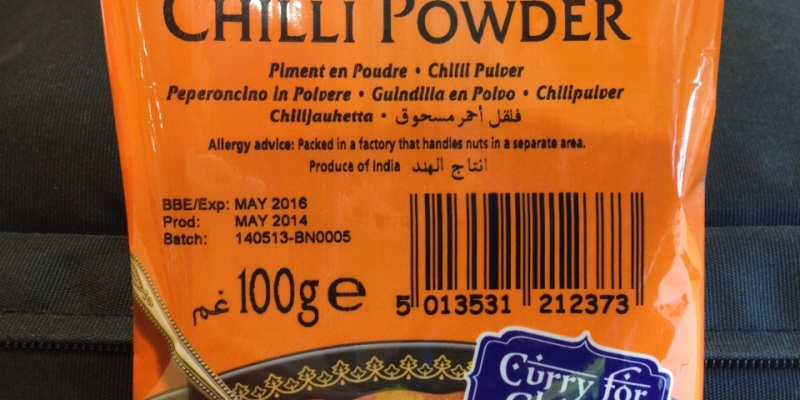 CHILLI POWDER
Piment en Poudre • Chilli Pulver
Peperoncino in Polvere • Guindilla en Polvo • Chilipulver
Chilijauhetta • فلفل أحمر مسحوق
Allergy advice: Packed in a factory that handles nuts in a separate area.
Produce of India انتاج الهند
BBE/Exp: MAY 2016
Prod: MAY 2014
Batch: 140513-BN0005
غم 100g e
5 013531 212373
Curry for